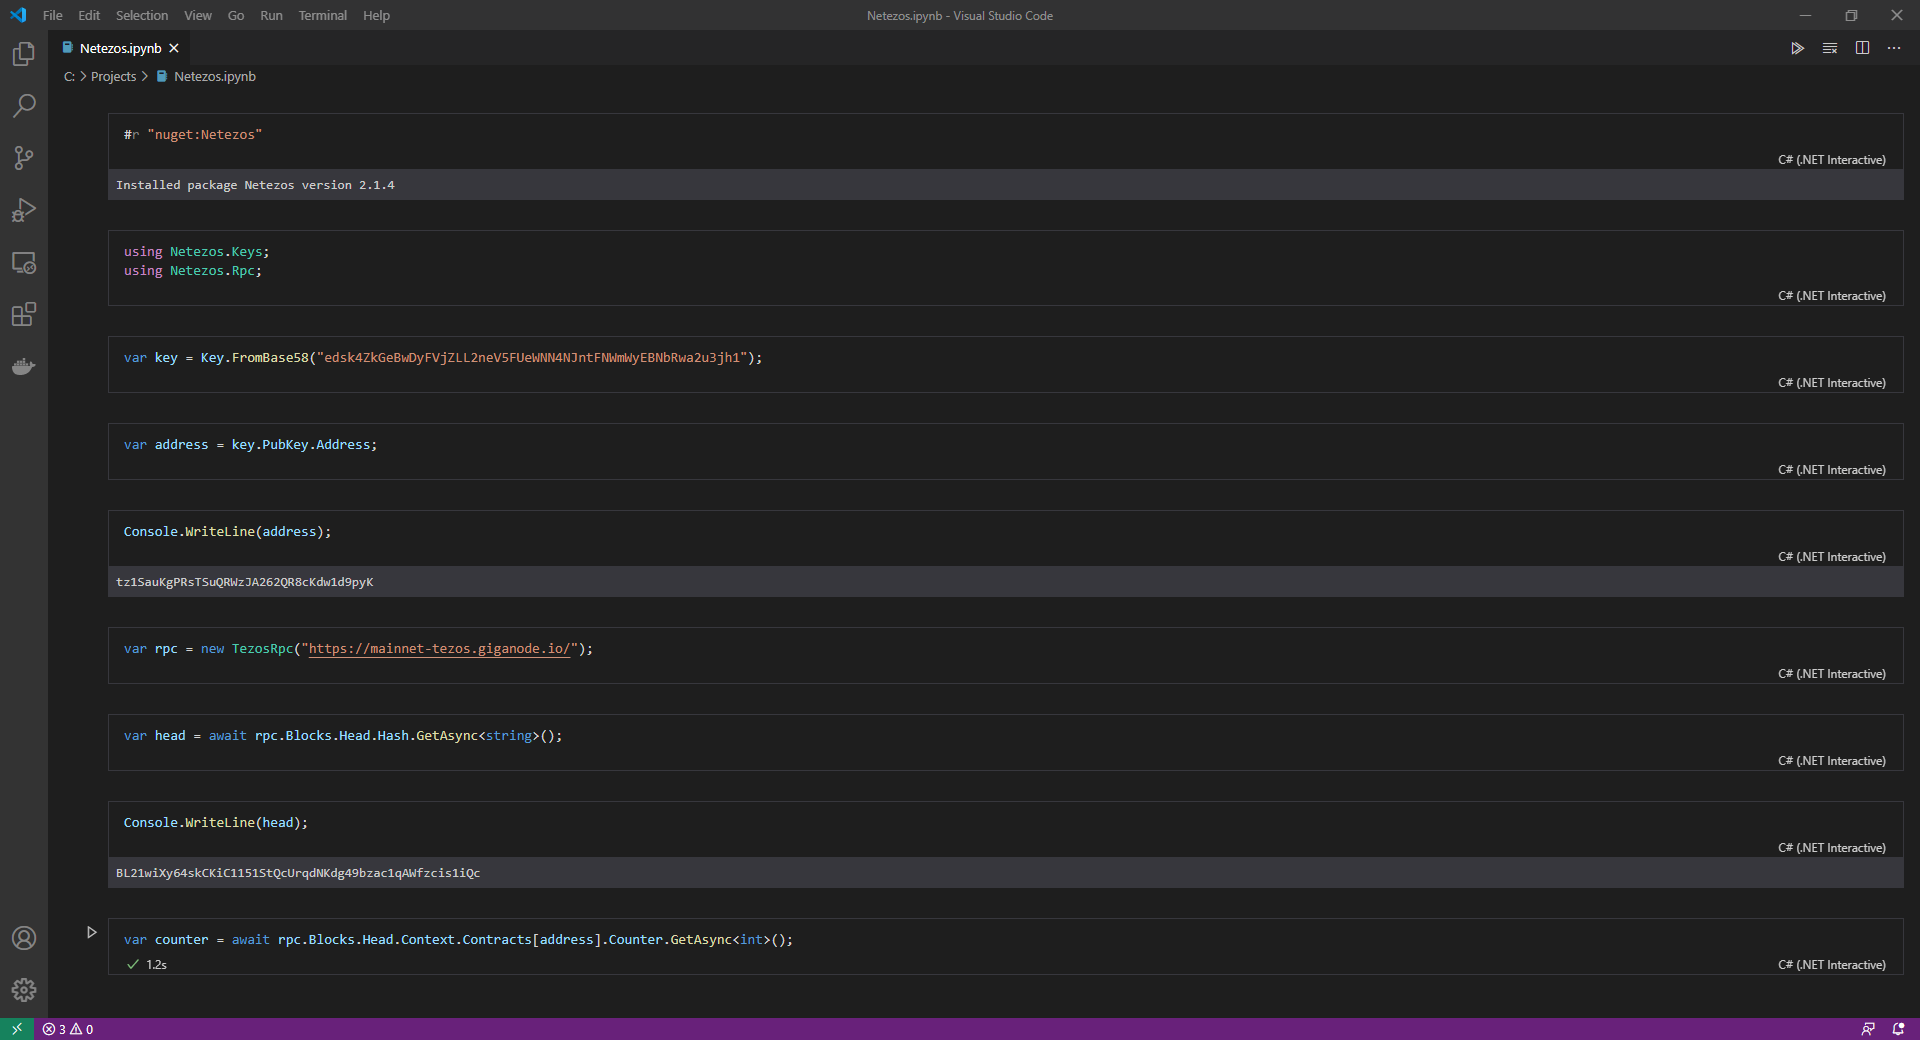 File Edit Selection View Go Run Terminal Help
Netezos.ipynb - Visual Studio Code
Netezos.ipynb
C: Projects Netezos.ipynb
#r "nuget:Netezos"
C# (.NET Interactive)
Installed package Netezos version 2.1.4
using Netezos.Keys;
using Netezos.Rpc;
C# (.NET Interactive)
var key = Key.FromBase58("edsk4ZkGeBwDyFVjZLL2neV5FUeWNN4NJntFNWmWyEBNbRwa2u3jh1");
C# (.NET Interactive)
var address = key.PubKey.Address;
C# (.NET Interactive)
Console.WriteLine(address);
C# (.NET Interactive)
tz1SauKgPRsTSuQRWzJA262QR8cKdw1d9pyK
var rpc = new TezosRpc("https://mainnet-tezos.giganode.io/");
C# (.NET Interactive)
var head = await rpc.Blocks.Head.Hash.GetAsync<string>();
C# (.NET Interactive)
Console.WriteLine(head);
C# (.NET Interactive)
BL21wiXy64skCKiC1151StQcUrqdNKdg49bzac1qAWfzcis1iQc
var counter = await rpc.Blocks.Head.Context.Contracts[address].Counter.GetAsync<int>();
1.2s
C# (.NET Interactive)
3 0